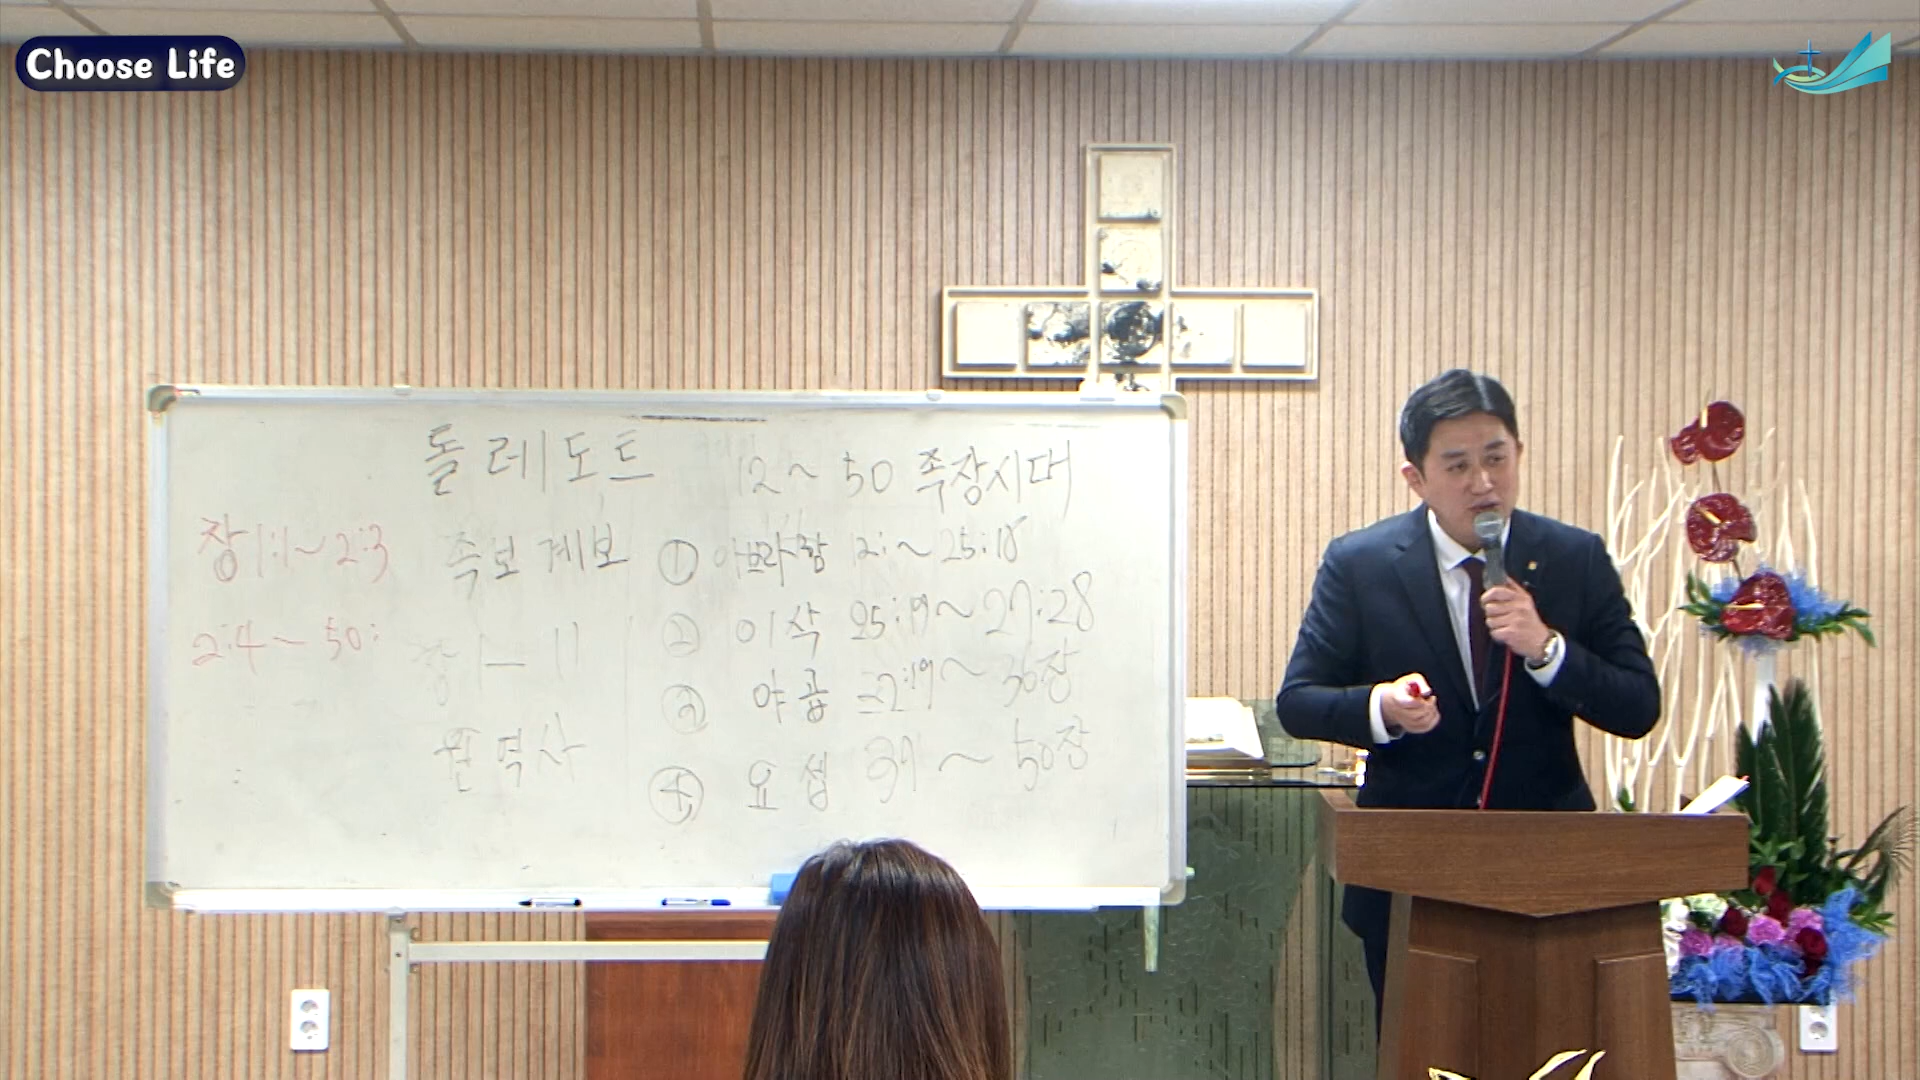 Choose Life
톨레도트
12~50 족장시대
장1:1~2:3
족보 계보
① 아브라함 12:~25:18
2:4~50:
장1-11
② 이삭 25:19~27:28
③ 야곱 :19~36장
원역사
④ 요셉 37~50장